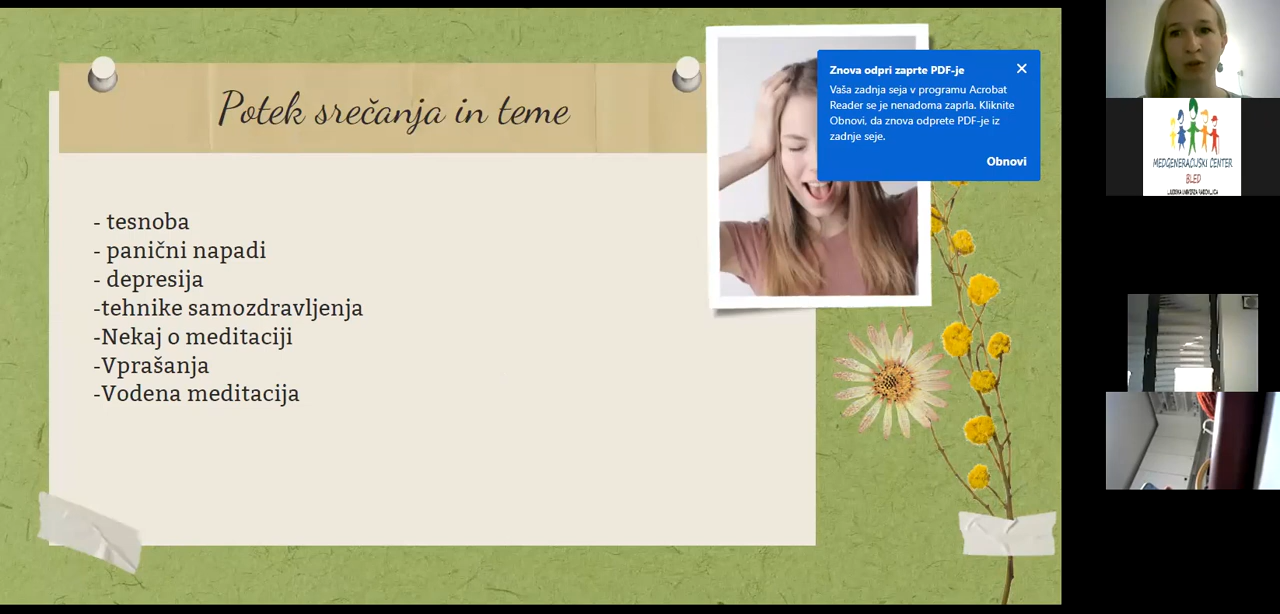 Potek srečanja in teme
- tesnoba
- panični napadi
- depresija
-tehnike samozdravljenja
-Nekaj o meditaciji
-Vprašanja
-Vodena meditacija
Znova odpri zaprte PDF-je
Vaša zadnja seja v programu Acrobat
Reader se je nenadoma zaprla. Kliknite
Obnovi, da znova odprete PDF-je iz
zadnje seje.
Obnovi
MEDGENERACIJSKI CENTER
BLED
LJUDSKA UNIVERZA RADOVLJICA